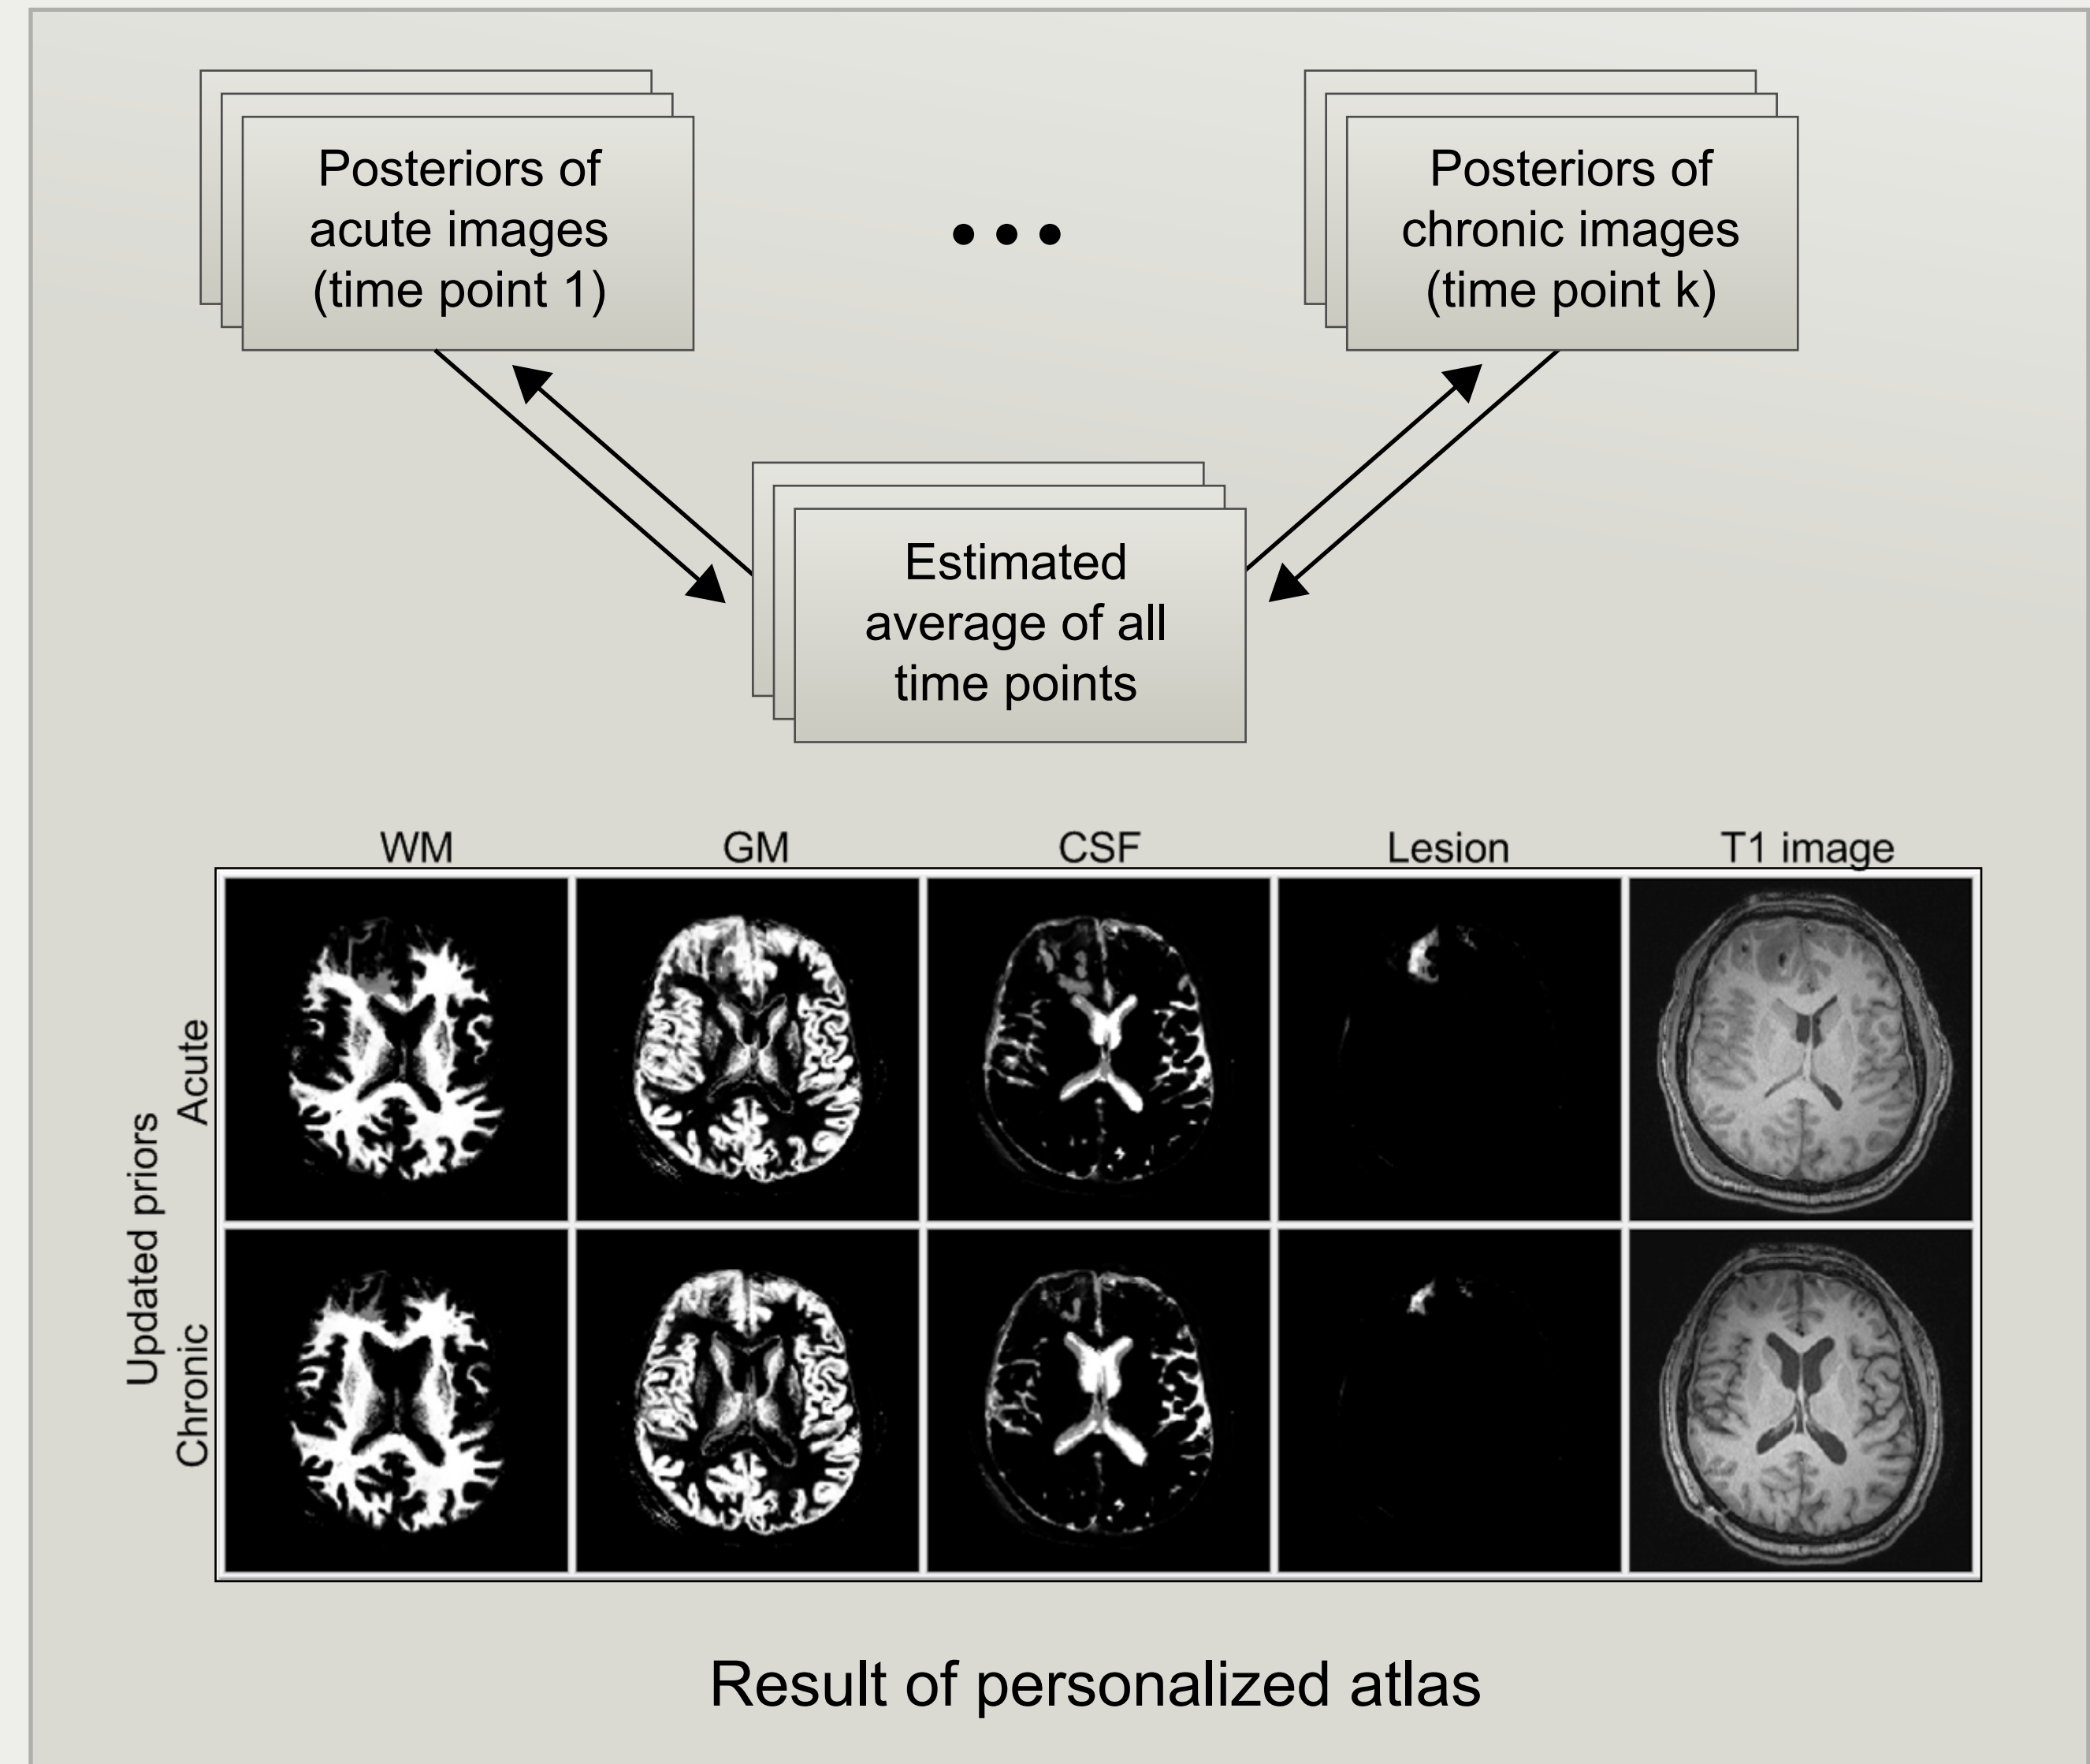 Posteriors of
acute images
(time point 1)
• • •
Posteriors of
chronic images
(time point k)
Estimated
average of all
time points
WM GM CSF Lesion T1 image
Updated priors
Acute
Chronic
Result of personalized atlas